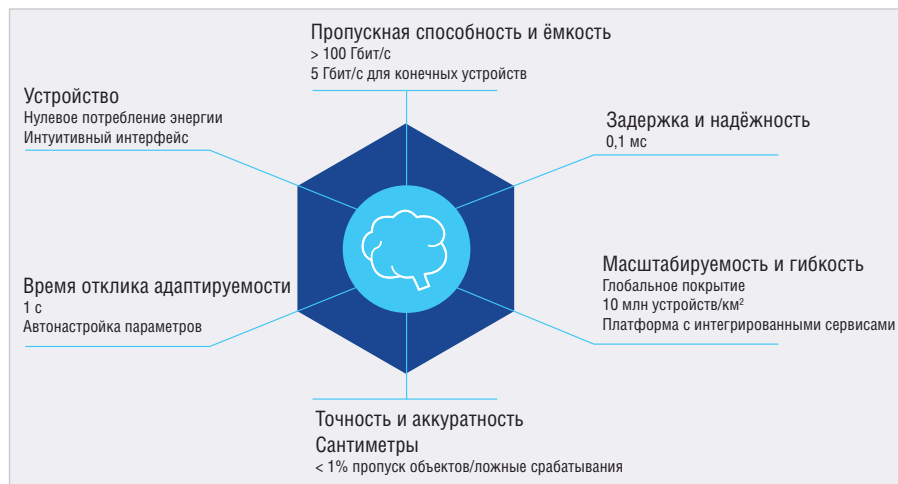 Пропускная способность и ёмкость
> 100 Гбит/с
5 Гбит/с для конечных устройств
Устройство
Нулевое потребление энергии
Интуитивный интерфейс
Задержка и надёжность
0,1 мс
Время отклика адаптируемости
1 с
Автонастройка параметров
Масштабируемость и гибкость
Глобальное покрытие
10 млн устройств/км²
Платформа с интегрированными сервисами
Точность и аккуратность
Сантиметры
< 1% пропуск объектов/ложные срабатывания